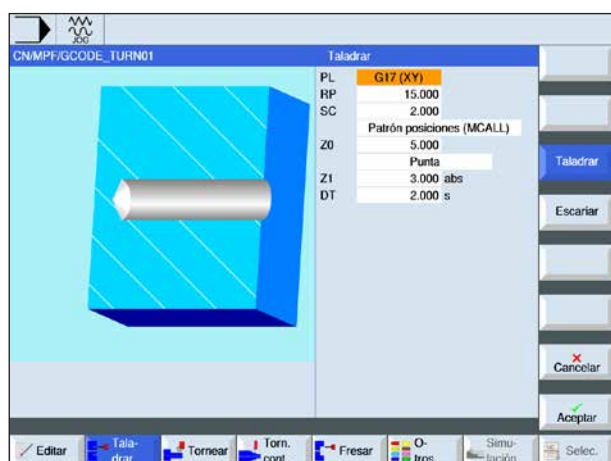 JOG
CN/MPF/GCODE_TURN01
Taladrar
PL G17 (XY)
RP 15.000
SC 2.000
Patrón posiciones (MCALL)
Z0 5.000
Punta
Z1 3.000 abs
DT 2.000 s
Taladrar
Escariar
Cancelar
Aceptar
Editar
Tala-
drar
Tornear
Torn.
cont.
Fresar
O-
tros
Simu-
lación
Selec.